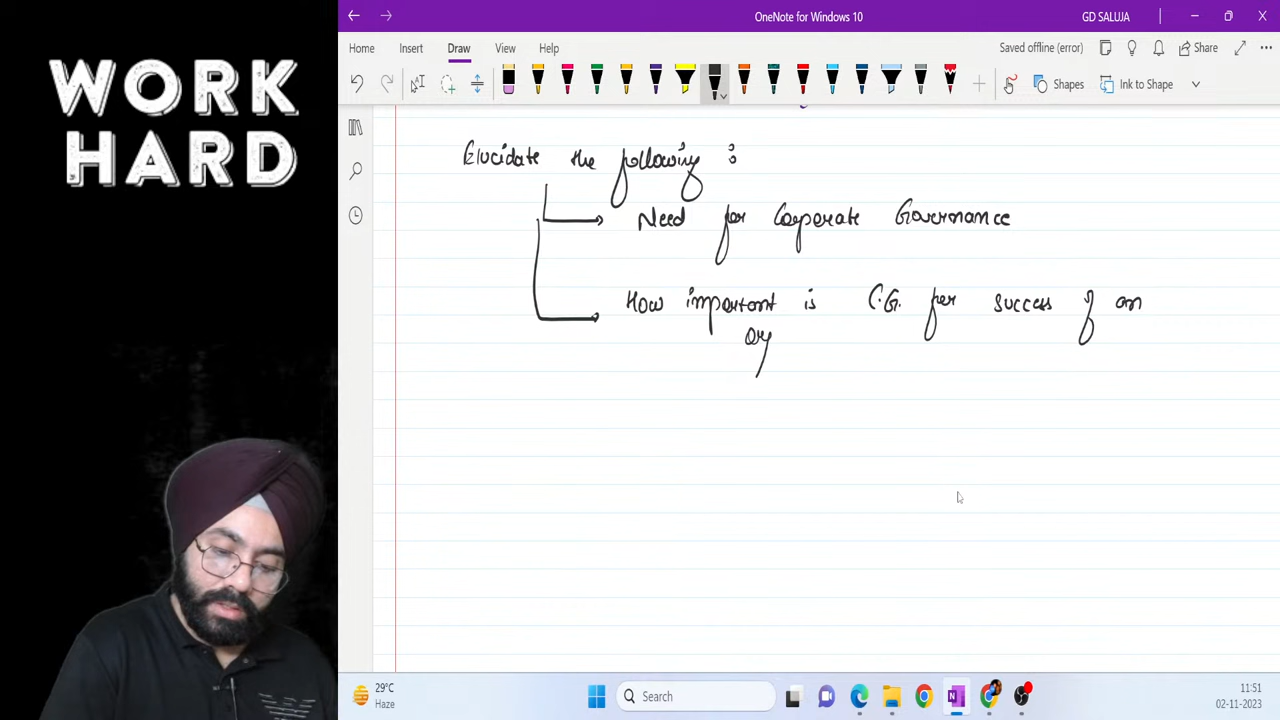 WORK
HARD
OneNote for Windows 10
GD SALUJA
Home Insert Draw View Help
Saved offline (error)
Share
Shapes
Ink to Shape
Elucidate the following :
Need for Corporate Governance
How important is C.G. for success of an
org
29°C
Haze
Search
11:51
02-11-2023